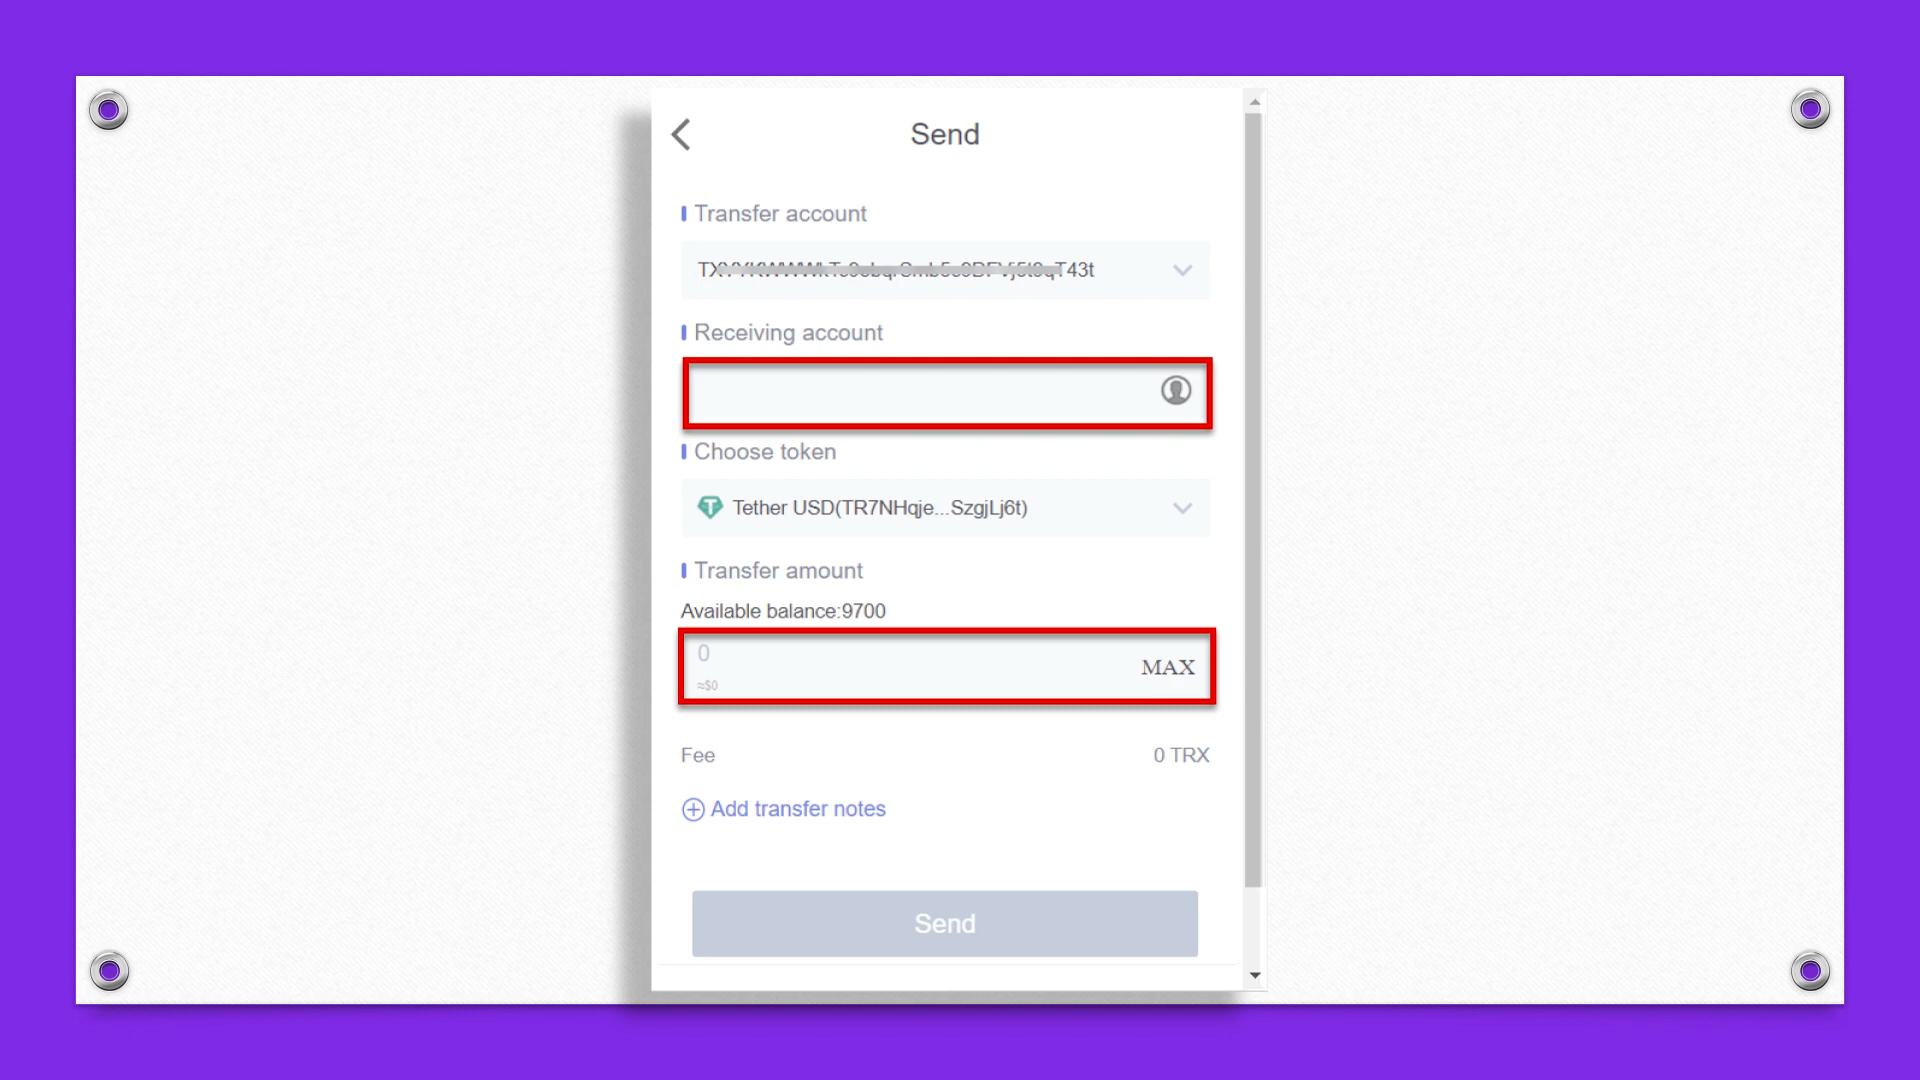 Send
Transfer account
T43t
Receiving account
Choose token
Tether USD(TR7NHqje...SzgjLj6t)
Transfer amount
Available balance:9700
0
MAX
≈$0
Fee
0 TRX
Add transfer notes
Send